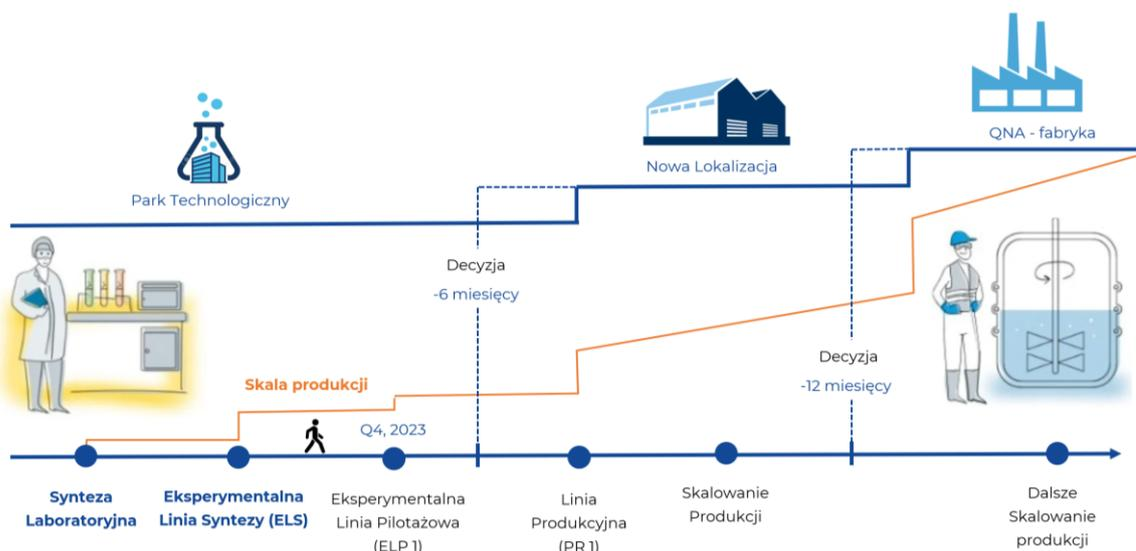 QNA - fabryka
Nowa Lokalizacja
Park Technologiczny
Decyzja
-6 miesięcy
Decyzja
-12 miesięcy
Skala produkcji
Q4, 2023
Synteza
Laboratoryjna
Eksperymentalna
Linia Syntezy (ELS)
Eksperymentalna
Linia Pilotażowa
(ELP 1)
Linia
Produkcyjna
(PR 1)
Skalowanie
Produkcji
Dalsze
Skalowanie
produkcji